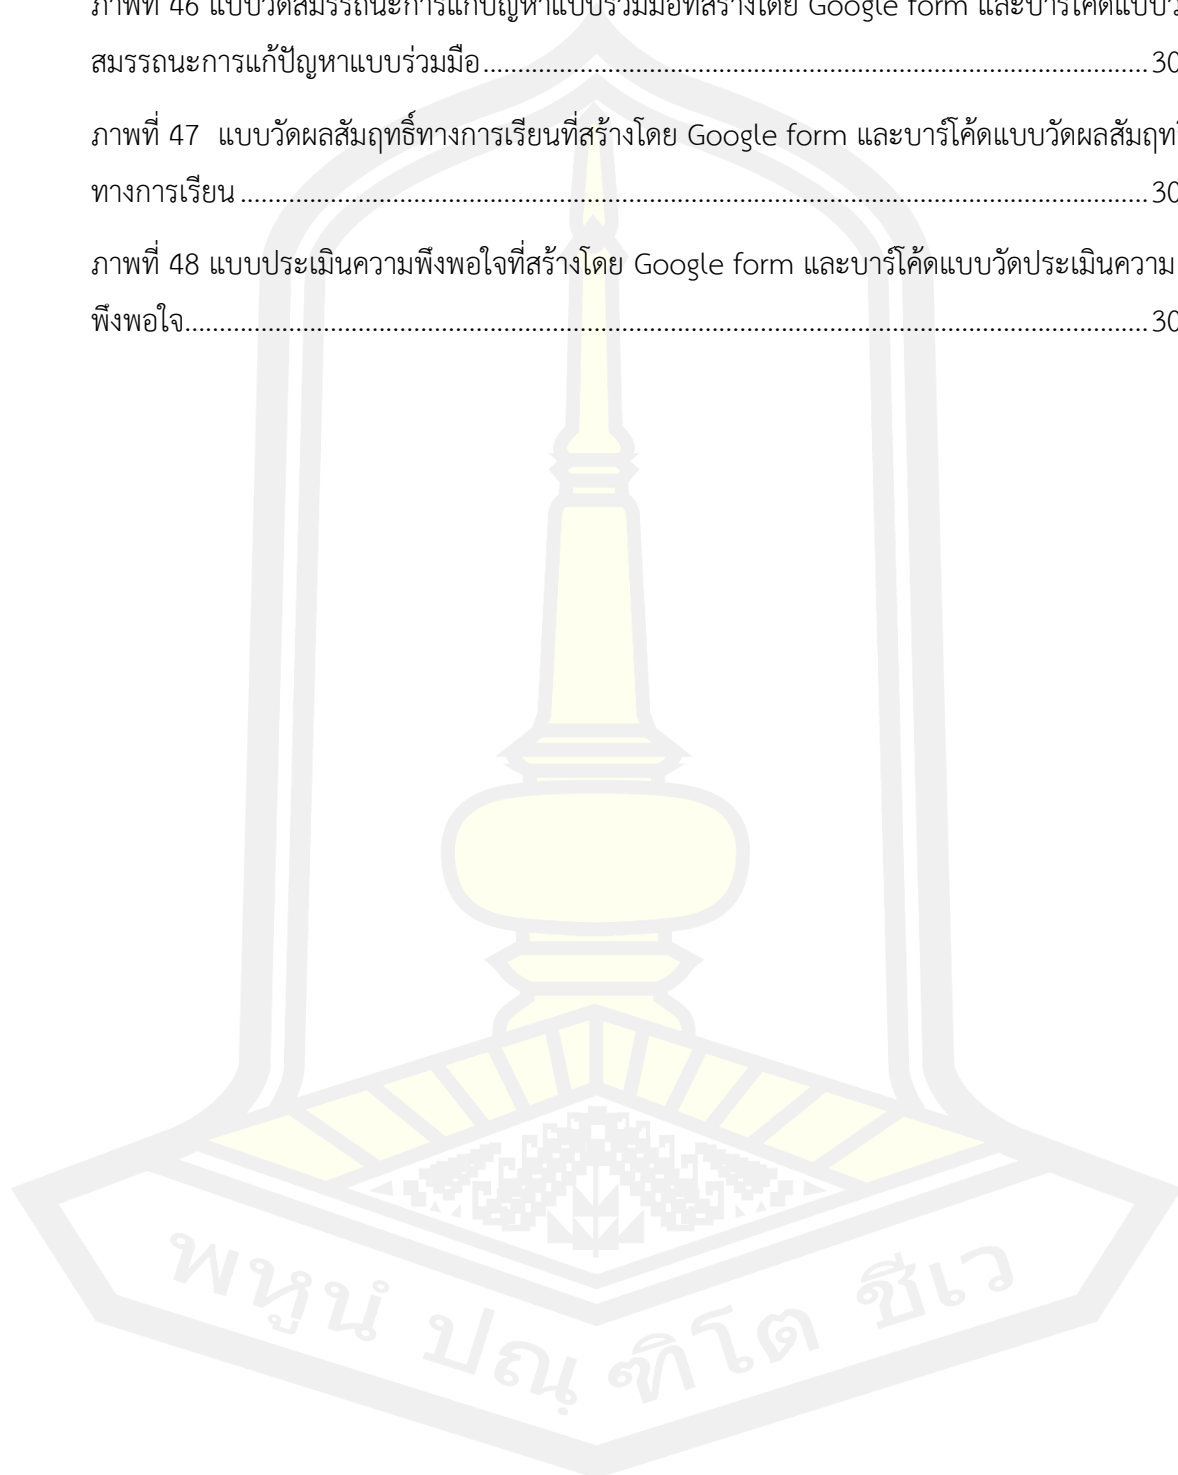 ภาพที่ 46 แบบวัดสมรรถนะการแก้ปัญหาแบบร่วมมือที่สร้างโดย Google form และบาร์โค้ดแบบวั
สมรรถนะการแก้ปัญหาแบบร่วมมือ................................................................................................30
ภาพที่ 47 แบบวัดผลสัมฤทธิ์ทางการเรียนที่สร้างโดย Google form และบาร์โค้ดแบบวัดผลสัมฤทธิ
ทางการเรียน...................................................................................................................................30
ภาพที่ 48 แบบประเมินความพึงพอใจที่สร้างโดย Google form และบาร์โค้ดแบบวัดประเมินความ
พึงพอใจ...........................................................................................................................................30
พหูนํ ปณฺฑิโต ชีเว